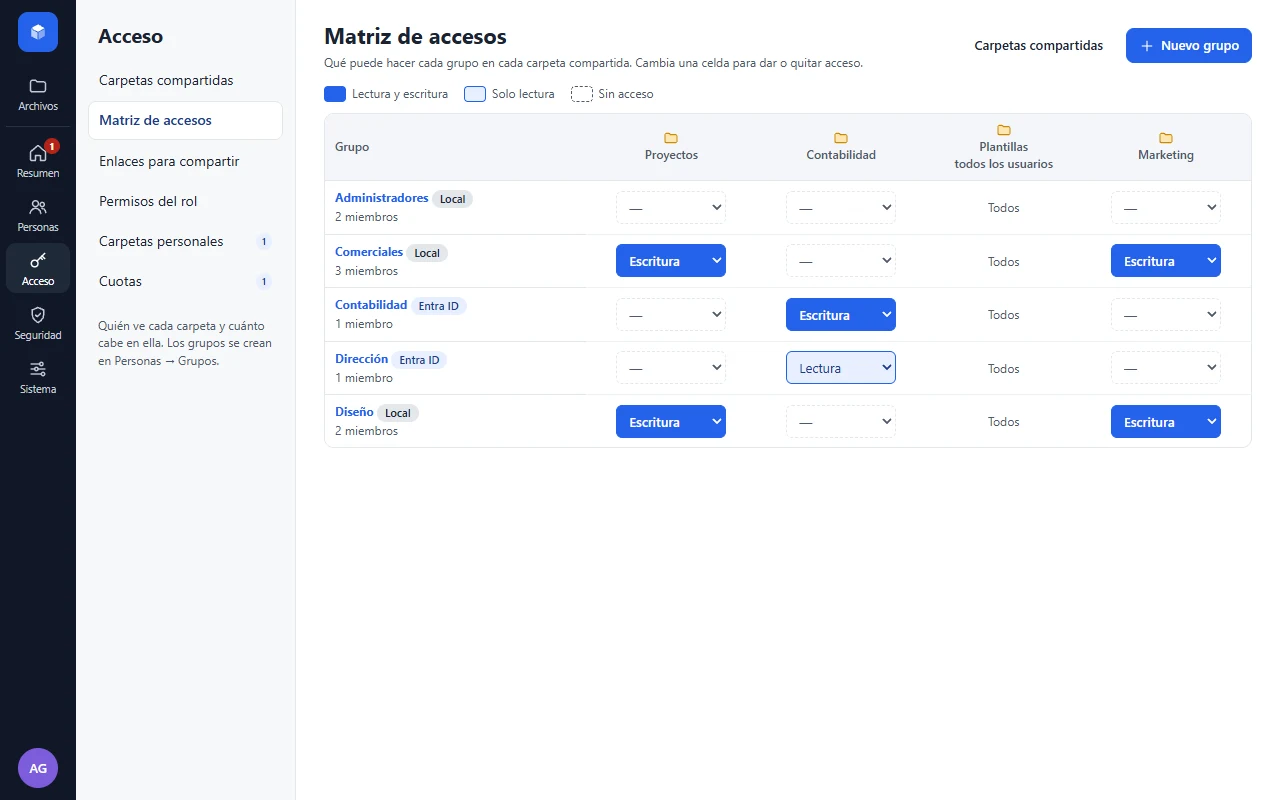 Archivos
1
Resumen
Personas
Acceso
Seguridad
Sistema
AG
Acceso
Carpetas compartidas
Matriz de accesos
Enlaces para compartir
Permisos del rol
Carpetas personales 1
Cuotas 1
Quién ve cada carpeta y cuánto
cabe en ella. Los grupos se crean
en Personas → Grupos.
Matriz de accesos
Qué puede hacer cada grupo en cada carpeta compartida. Cambia una celda para dar o quitar acceso.
Carpetas compartidas
+ Nuevo grupo
Lectura y escritura Solo lectura Sin acceso
Grupo Proyectos Contabilidad Plantillas Marketing
todos los usuarios
Administradores Local
2 miembros
— — Todos —
Comerciales Local
3 miembros
Escritura — Todos Escritura
Contabilidad Entra ID
1 miembro
— Escritura Todos —
Dirección Entra ID
1 miembro
— Lectura Todos —
Diseño Local
2 miembros
Escritura — Todos Escritura